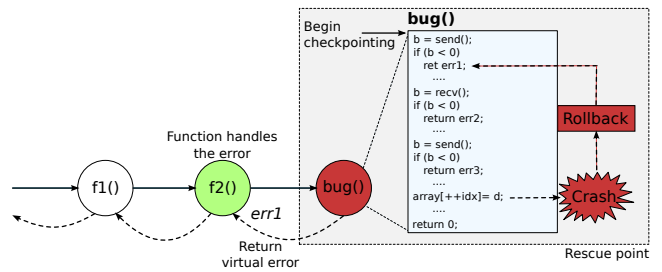 Begin
checkpointing
bug()
b = send();
if (b < 0)
ret err1;
....
b = recv();
if (b < 0)
return err2;
....
b = send();
if (b < 0)
return err3;
array[++idx]= d;
....
return 0;
Rollback
Crash
Function handles
the error
f1()
f2()
bug()
err1
Return
virtual error
Rescue point